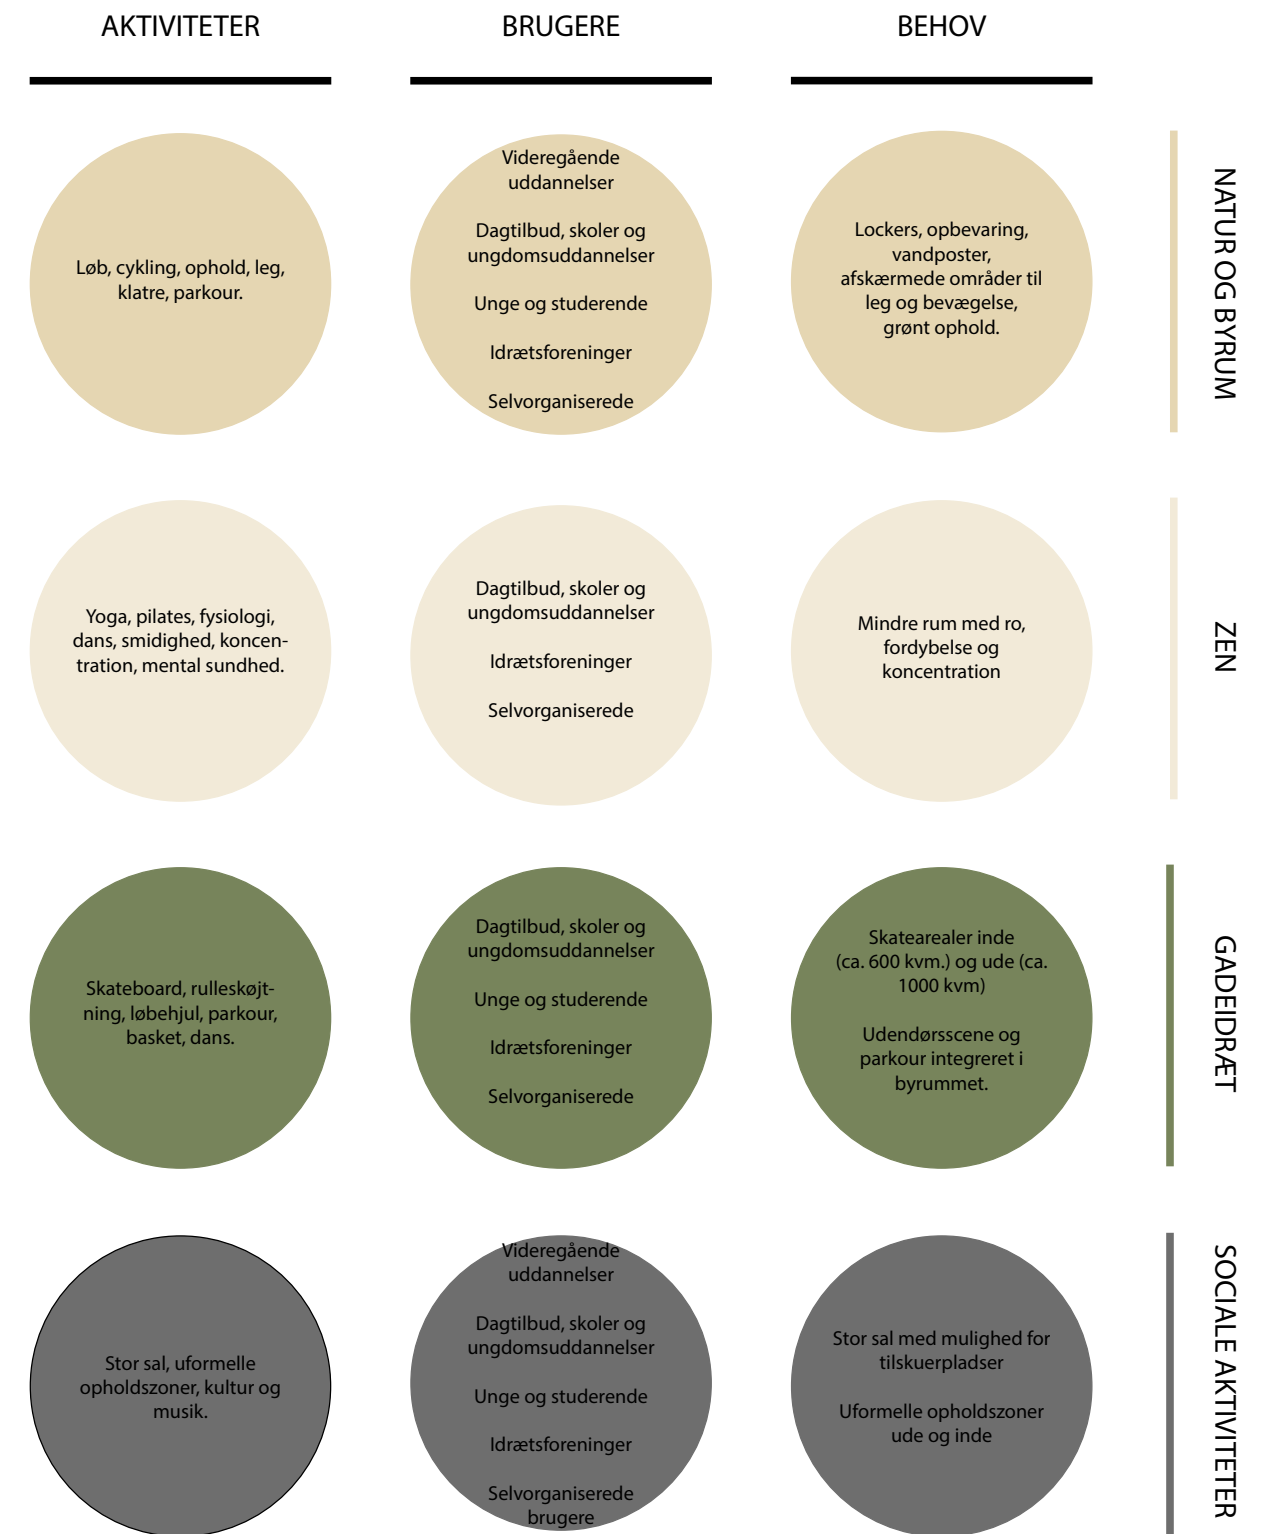 AKTIVITETER
BRUGERE
BEHOV
NATUR OG BYRUM
Løb, cykling, ophold, leg,
klatre, parkour.
Videregående
uddannelser
Dagtilbud, skoler og
ungdomsuddannelser
Unge og studerende
Idrætsforeninger
Selvorganiserede
Lockers, opbevaring,
vandposter,
afskærmede områder til
leg og bevægelse,
grønt ophold.
ZEN
Yoga, pilates, fysiologi,
dans, smidighed, koncen-
tration, mental sundhed.
Dagtilbud, skoler og
ungdomsuddannelser
Idrætsforeninger
Selvorganiserede
Mindre rum med ro,
fordybelse og
koncentration
GADEIDRÆT
Skateboard, rulleskøjt-
ning, løbehjul, parkour,
basket, dans.
Dagtilbud, skoler og
ungdomsuddannelser
Unge og studerende
Idrætsforeninger
Selvorganiserede
Skatearealer inde
(ca. 600 kvm.) og ude (ca.
1000 kvm)
Udendørsscene og
parkour integreret i
byrummet.
SOCIALE AKTIVITETER
Stor sal, uformelle
opholdszoner, kultur og
musik.
Videregående
uddannelser
Dagtilbud, skoler og
ungdomsuddannelser
Unge og studerende
Idrætsforeninger
Selvorganiserede
brugere
Stor sal med mulighed for
tilskuerpladser
Uformelle opholdszoner
ude og inde